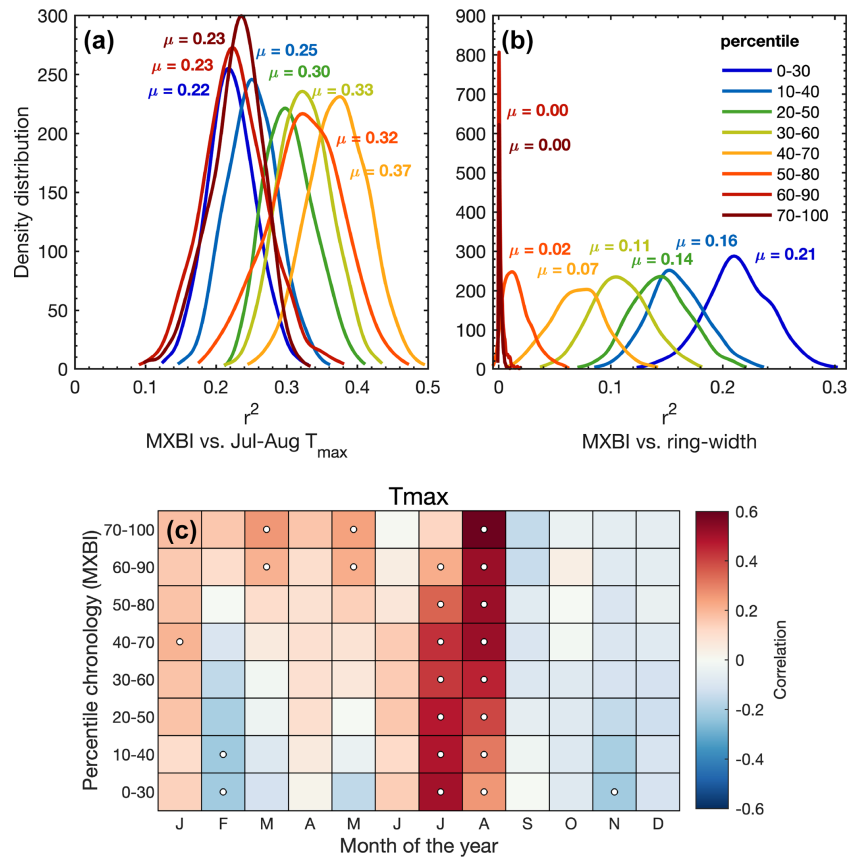 (a)
μ = 0.23
μ = 0.23
μ = 0.22
μ = 0.25
μ = 0.30
μ = 0.33
μ = 0.32
μ = 0.37
Density distribution
300
250
200
150
100
50
0
0 0.1 0.2 0.3 0.4 0.5
r²
MXBI vs. Jul-Aug Tmax
(b)
percentile
0-30
10-40
20-50
30-60
40-70
50-80
60-90
70-100
μ = 0.00
μ = 0.00
μ = 0.02
μ = 0.07
μ = 0.11
μ = 0.14
μ = 0.16
μ = 0.21
900
800
700
600
500
400
300
200
100
0
0 0.1 0.2 0.3
r²
MXBI vs. ring-width
Tmax
(c)
Percentile chronology (MXBI)
70-100
60-90
50-80
40-70
30-60
20-50
10-40
0-30
J F M A M J J A S O N D
Month of the year
0.6
0.4
0.2
0
-0.2
-0.4
-0.6
Correlation